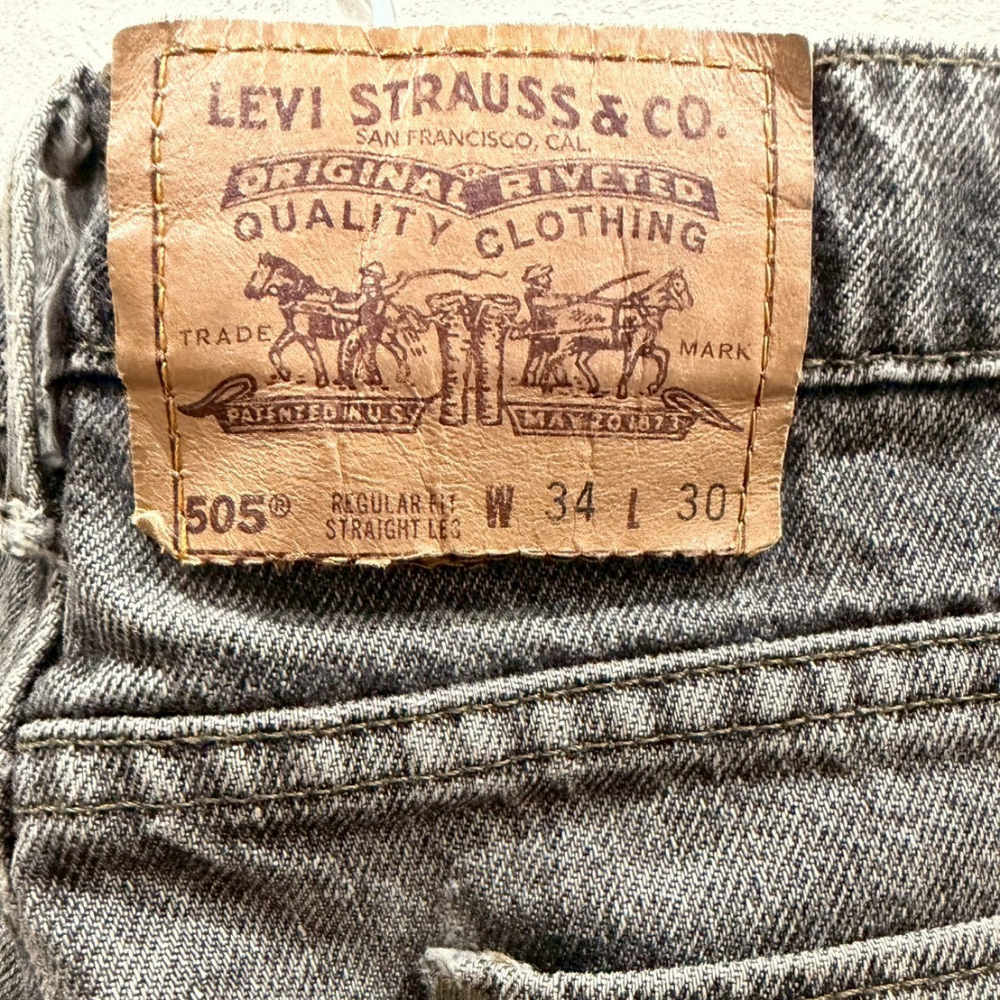 LEVI STRAUSS & CO.
SAN FRANCISCO, CAL.
ORIGINAL RIVETED
QUALITY CLOTHING
TRADE MARK
PATENTED IN U.S. MAY 20 1873
505® REGULAR FIT W 34 L 30
STRAIGHT LEG